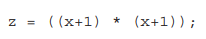 z = ((x+1) * (x+1));